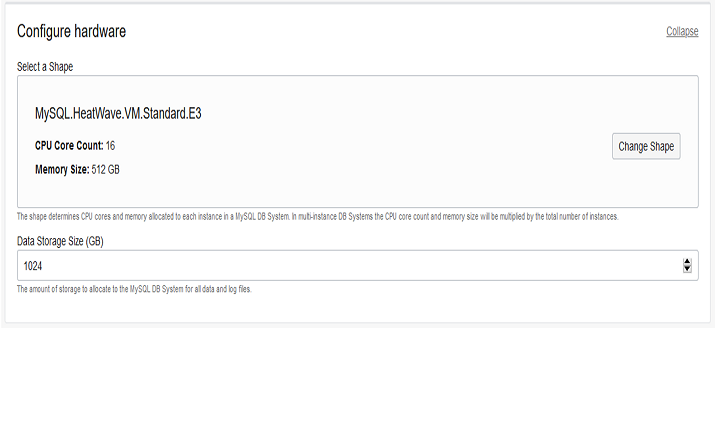 Configure hardware
Collapse
Select a Shape
MySQL.HeatWave.VM.Standard.E3
CPU Core Count: 16
Change Shape
Memory Size: 512 GB
The shape determines CPU cores and memory allocated to each instance in a MySQL DB System. In multi-instance DB Systems the CPU core count and memory size will be multiplied by the total number of instances.
Data Storage Size (GB)
1024
The amount of storage to allocate to the MySQL DB System for all data and log files.